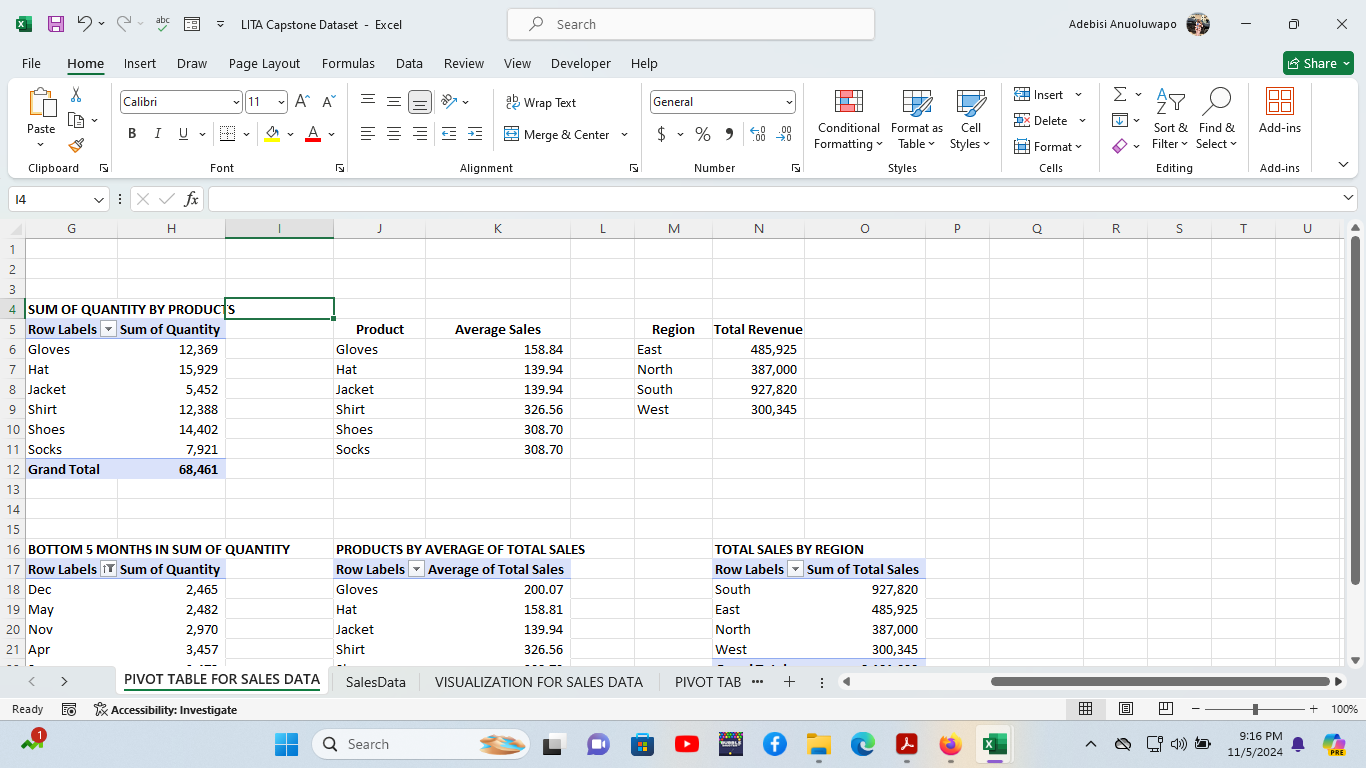 LITA Capstone Dataset - Excel
Search
Adebisi Anuoluwapo
File Home Insert Draw Page Layout Formulas Data Review View Developer Help
Share
Paste
Calibri 11
Wrap Text
Merge & Center
General
Conditional Formatting
Format as Table
Cell Styles
Insert
Delete
Format
Sort & Filter
Find & Select
Add-ins
Clipboard Font Alignment Number Styles Cells Editing Add-ins
I4 fx
G H I J K L M N O P Q R S T U
1
2
3
4 SUM OF QUANTITY BY PRODUCTS
5 Row Labels Sum of Quantity Product Average Sales Region Total Revenue
6 Gloves 12,369 Gloves 158.84 East 485,925
7 Hat 15,929 Hat 139.94 North 387,000
8 Jacket 5,452 Jacket 139.94 South 927,820
9 Shirt 12,388 Shirt 326.56 West 300,345
10 Shoes 14,402 Shoes 308.70
11 Socks 7,921 Socks 308.70
12 Grand Total 68,461
13
14
15
16 BOTTOM 5 MONTHS IN SUM OF QUANTITY PRODUCTS BY AVERAGE OF TOTAL SALES TOTAL SALES BY REGION
17 Row Labels Sum of Quantity Row Labels Average of Total Sales Row Labels Sum of Total Sales
18 Dec 2,465 Gloves 200.07 South 927,820
19 May 2,482 Hat 158.81 East 485,925
20 Nov 2,970 Jacket 139.94 North 387,000
21 Apr 3,457 Shirt 326.56 West 300,345
PIVOT TABLE FOR SALES DATA SalesData VISUALIZATION FOR SALES DATA PIVOT TAB
Ready Accessibility: Investigate 100%
1
Search
9:16 PM
11/5/2024
PRE